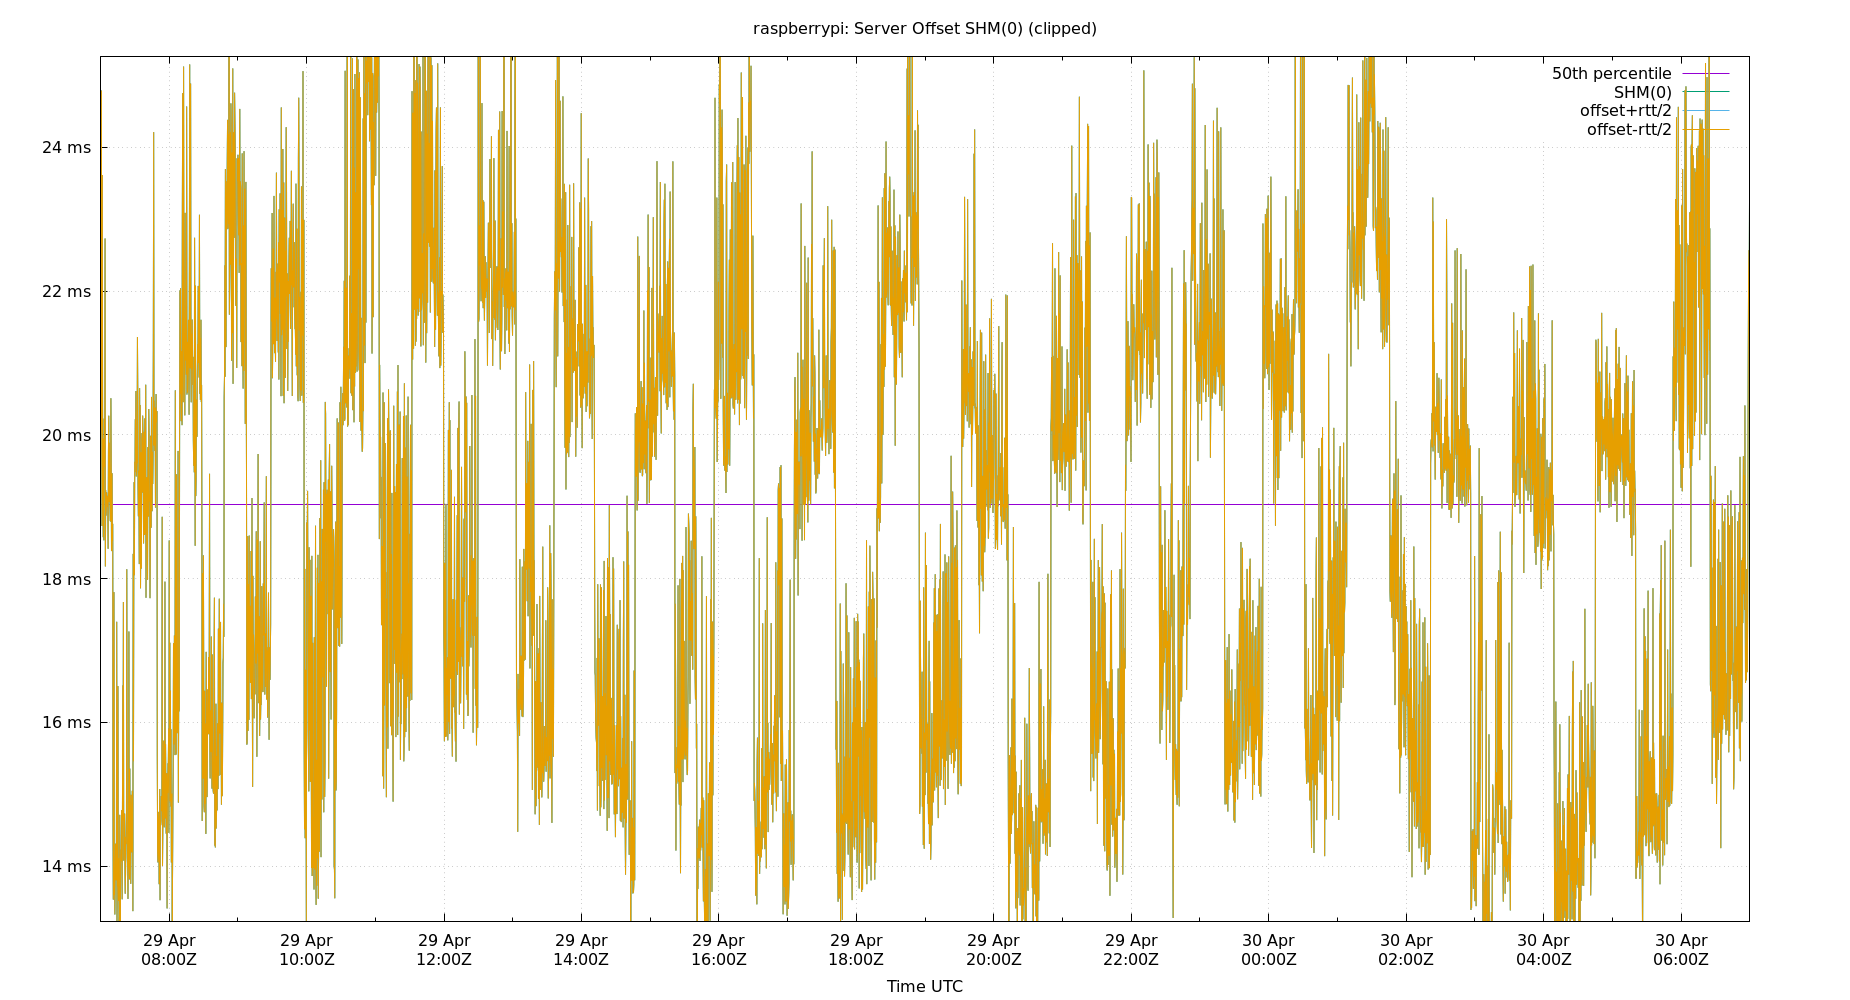 raspberrypi: Server Offset SHM(0) (clipped)
50th percentile
SHM(0)
offset+rtt/2
offset-rtt/2
24 ms
22 ms
20 ms
18 ms
16 ms
14 ms
29 Apr 29 Apr 29 Apr 29 Apr 29 Apr 29 Apr 29 Apr 29 Apr 30 Apr 30 Apr 30 Apr 30 Apr
08:00Z 10:00Z 12:00Z 14:00Z 16:00Z 18:00Z 20:00Z 22:00Z 00:00Z 02:00Z 04:00Z 06:00Z
Time UTC